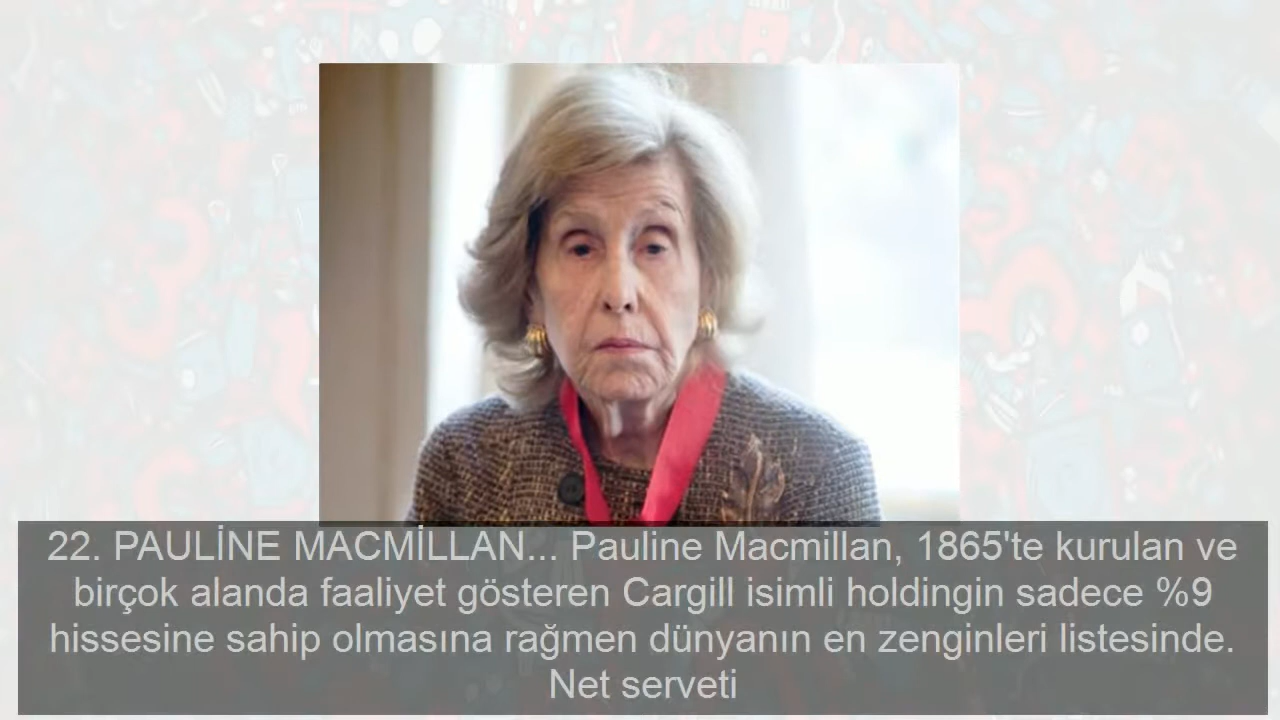 22. PAULİNE MACMİLLAN... Pauline Macmillan, 1865'te kurulan ve
birçok alanda faaliyet gösteren Cargill isimli holdingin sadece %9
hissesine sahip olmasına rağmen dünyanın en zenginleri listesinde.
Net serveti